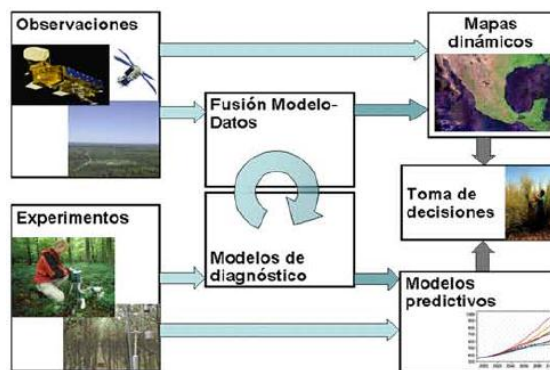 Observaciones
Mapas
dinámicos
Fusión Modelo-
Datos
Toma de
decisiones
Experimentos
Modelos de
diagnóstico
Modelos
predictivos